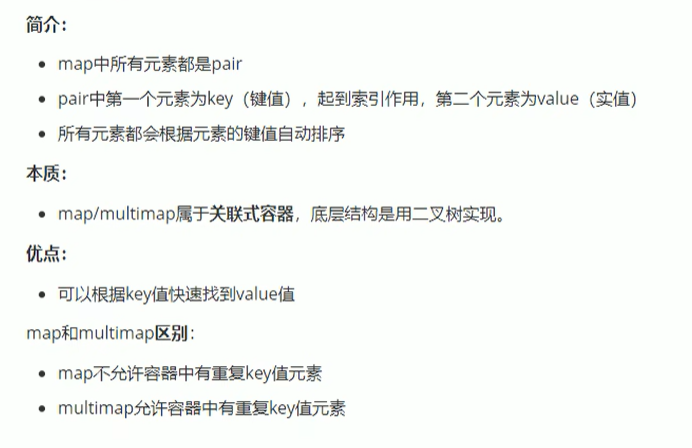 简介：
map中所有元素都是pair
pair中第一个元素为key（键值），起到索引作用，第二个元素为value（实值）
所有元素都会根据元素的键值自动排序
本质：
map/multimap属于关联式容器，底层结构是用二叉树实现。
优点：
可以根据key值快速找到value值
map和multimap区别：
map不允许容器中有重复key值元素
multimap允许容器中有重复key值元素